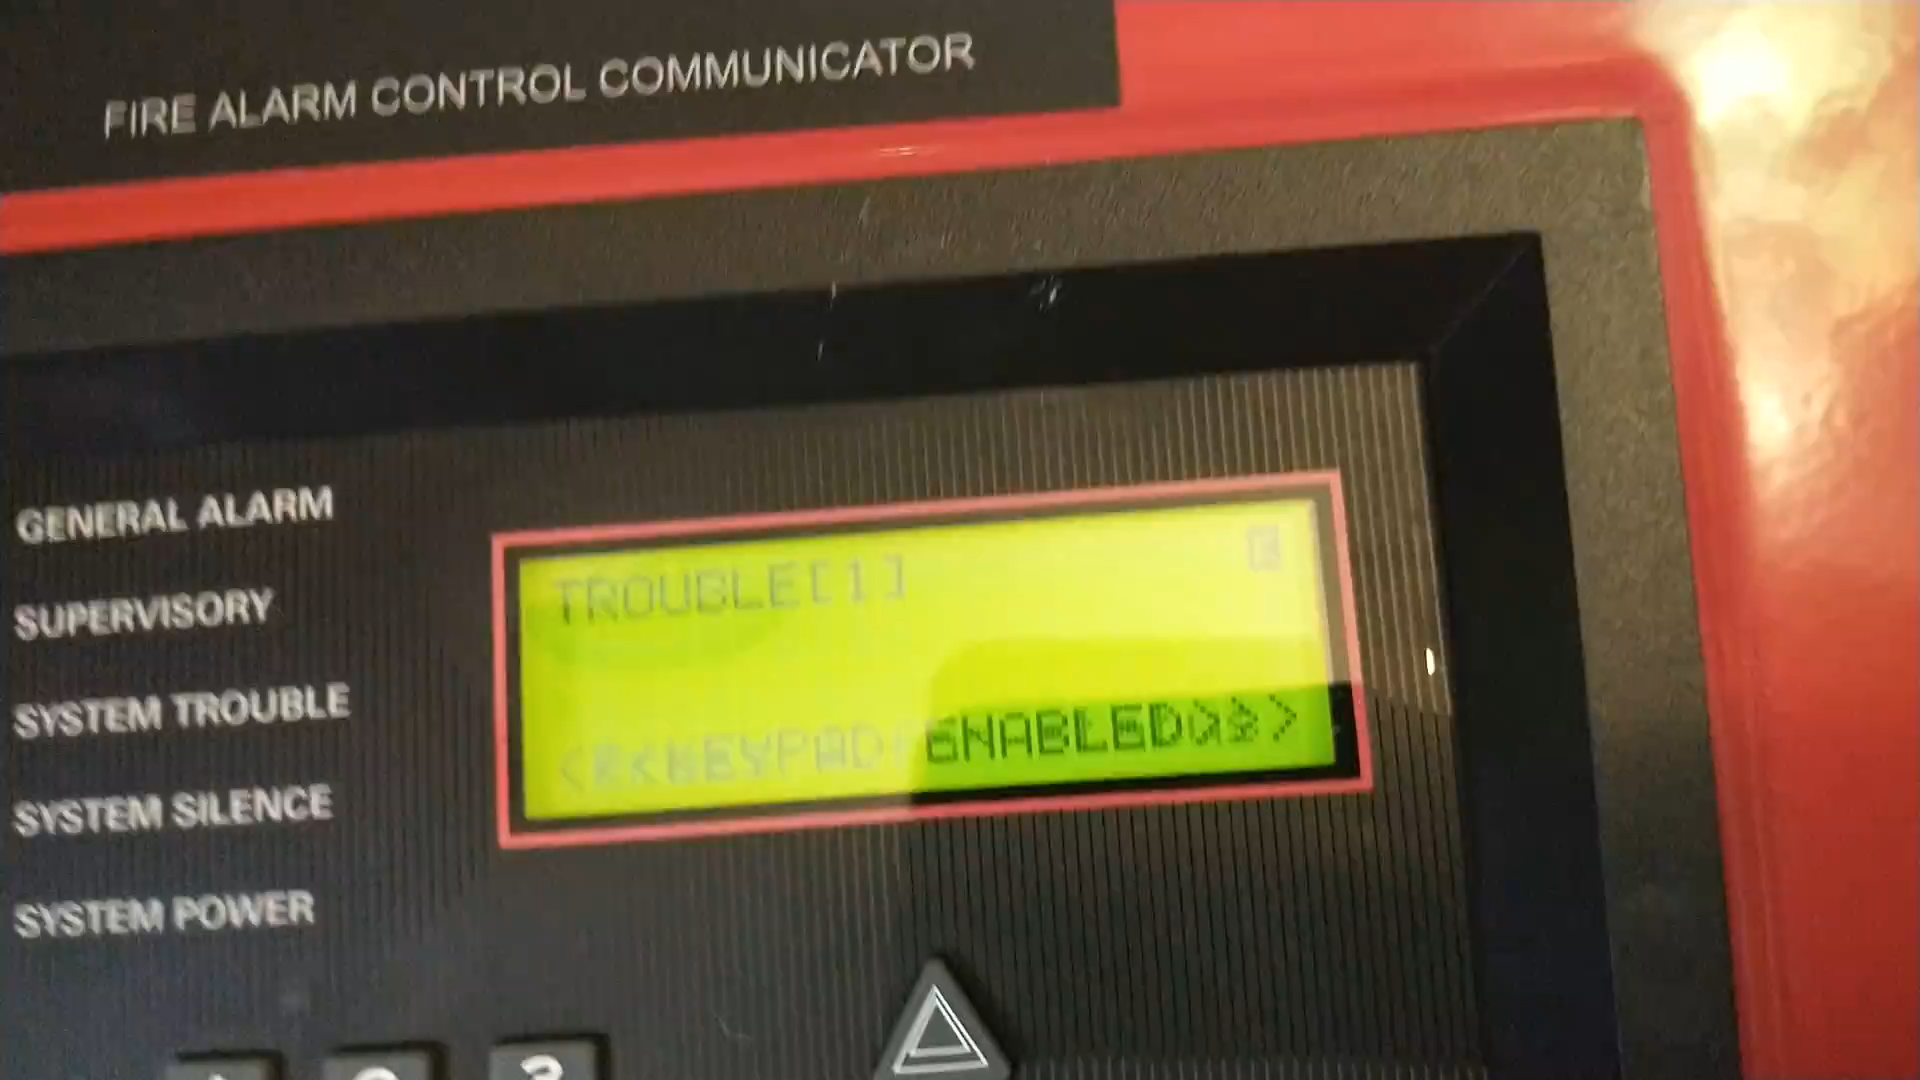 FIRE ALARM CONTROL COMMUNICATOR
GENERAL ALARM
SUPERVISORY
SYSTEM TROUBLE
SYSTEM SILENCE
SYSTEM POWER
TROUBLE[1]
KEYPAD ENABLED